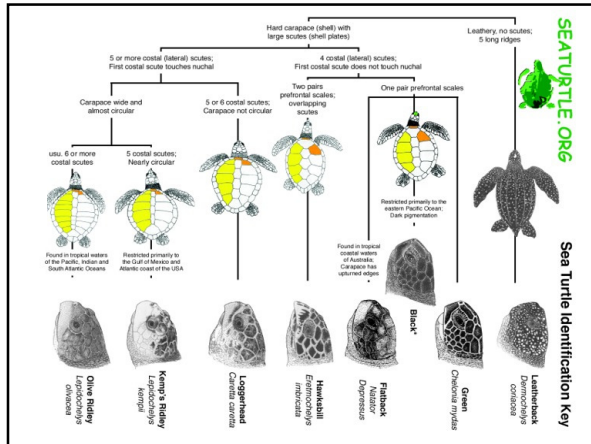 Hard carapace (shell) with
large scutes (shell plates)
Leathery, no scutes;
5 long ridges
5 or more costal (lateral) scutes;
First costal scute touches nuchal
4 costal (lateral) scutes;
First costal scute does not touch nuchal
Carapace wide and
almost circular
5 or 6 costal scutes;
Carapace not circular
Two pairs
prefrontal scales;
overlapping
scutes
One pair prefrontal scales
usu. 6 or more
costal scutes
5 costal scutes;
Nearly circular
Found in tropical waters
of the Pacific, Indian and
South Atlantic Oceans
Restricted primarily to
the Gulf of Mexico and
Atlantic coast of the USA
Found in tropical
coastal waters
of Australia;
Carapace has
upturned edges
Restricted primarily to the
eastern Pacific Ocean;
Dark pigmentation
Black*
Olive Ridley
Lepidochelys
olivacea
Kemp's Ridley
Lepidochelys
kempii
Loggerhead
Caretta caretta
Hawksbill
Eretmochelys
imbricata
Flatback
Natator
Depressus
Green
Chelonia mydas
Leatherback
Dermochelys
coriacea
SEATURTLE.ORG
Sea Turtle Identification Key